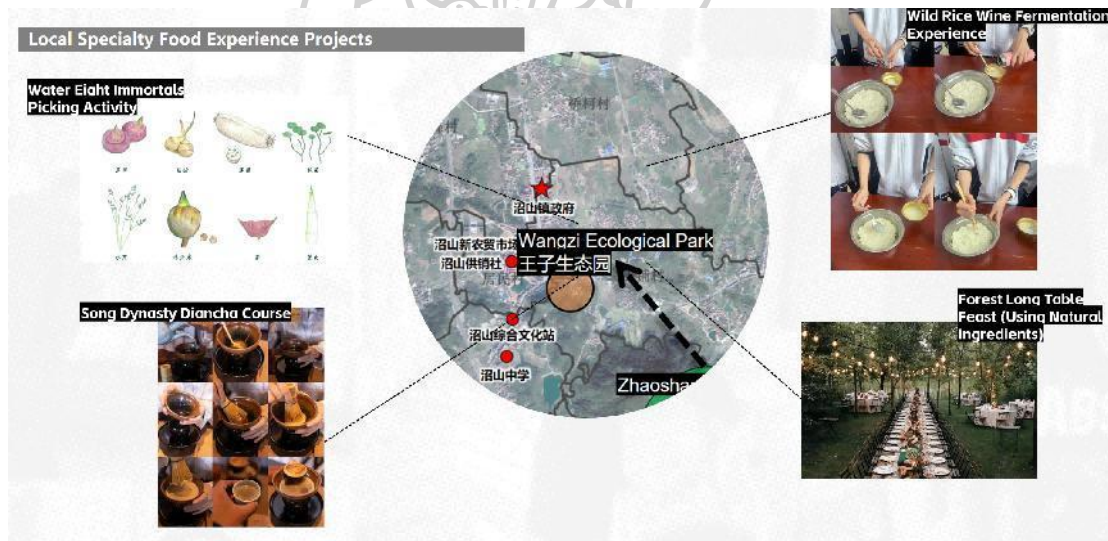 Local Specialty Food Experience Projects
Wild Rice Wine Fermentation
Experience
Water Eiaht Immortals
Picking Activity
沼山镇政府
沼山新农贸市场
Wangzi Ecological Park
沼山供销社
王子生态园
Song Dynasty Diancha Course
沼山综合文化站
沼山中学
Zhaosha
Forest Long Table
Feast (Using Natural
Ingredients)